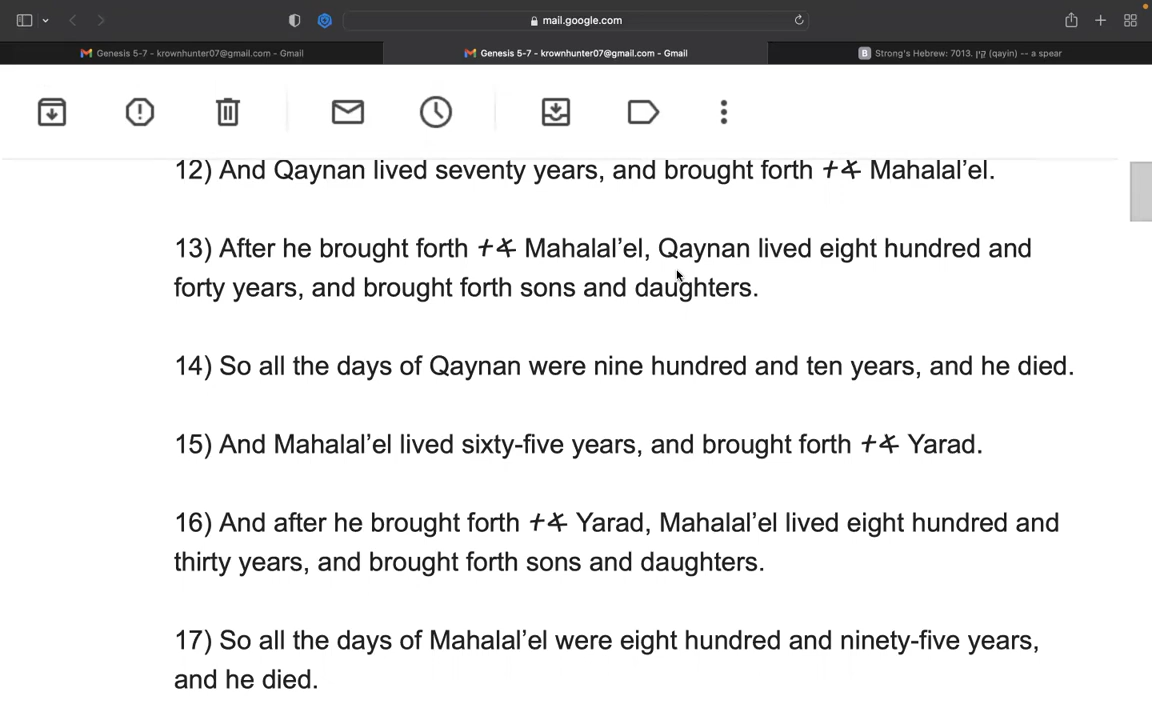 mail.google.com
Genesis 5-7 - krownhunter07@gmail.com - Gmail
Genesis 5-7 - krownhunter07@gmail.com - Gmail
Strong's Hebrew: 7013. קַיִן (qayin) -- a spear
12) And Qaynan lived seventy years, and brought forth 𐤕𐤀 Mahalal’el.
13) After he brought forth 𐤕𐤀 Mahalal’el, Qaynan lived eight hundred and
forty years, and brought forth sons and daughters.
14) So all the days of Qaynan were nine hundred and ten years, and he died.
15) And Mahalal’el lived sixty-five years, and brought forth 𐤕𐤀 Yarad.
16) And after he brought forth 𐤕𐤀 Yarad, Mahalal’el lived eight hundred and
thirty years, and brought forth sons and daughters.
17) So all the days of Mahalal’el were eight hundred and ninety-five years,
and he died.